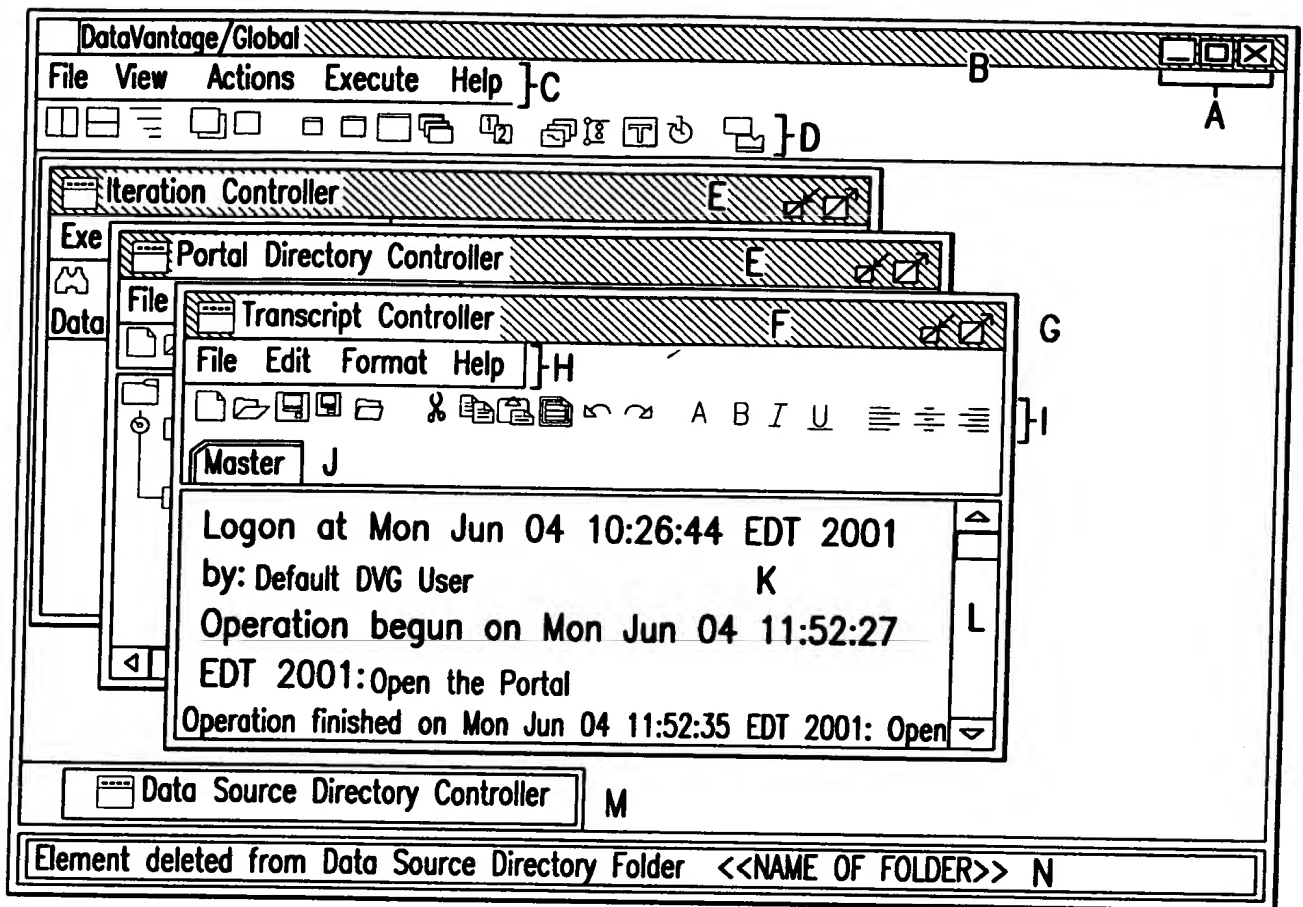 DataVantage/Global
B
File View Actions Execute Help C
A
1 2 T D
Iteration Controller E
Exe
Portal Directory Controller E
Data
File
Transcript Controller F
G
File Edit Format Help H
A B I U I
Master J
Logon at Mon Jun 04 10:26:44 EDT 2001
by: Default DVG User K
Operation begun on Mon Jun 04 11:52:27
L
EDT 2001: Open the Portal
Operation finished on Mon Jun 04 11:52:35 EDT 2001: Open
Data Source Directory Controller M
Element deleted from Data Source Directory Folder <<NAME OF FOLDER>> N